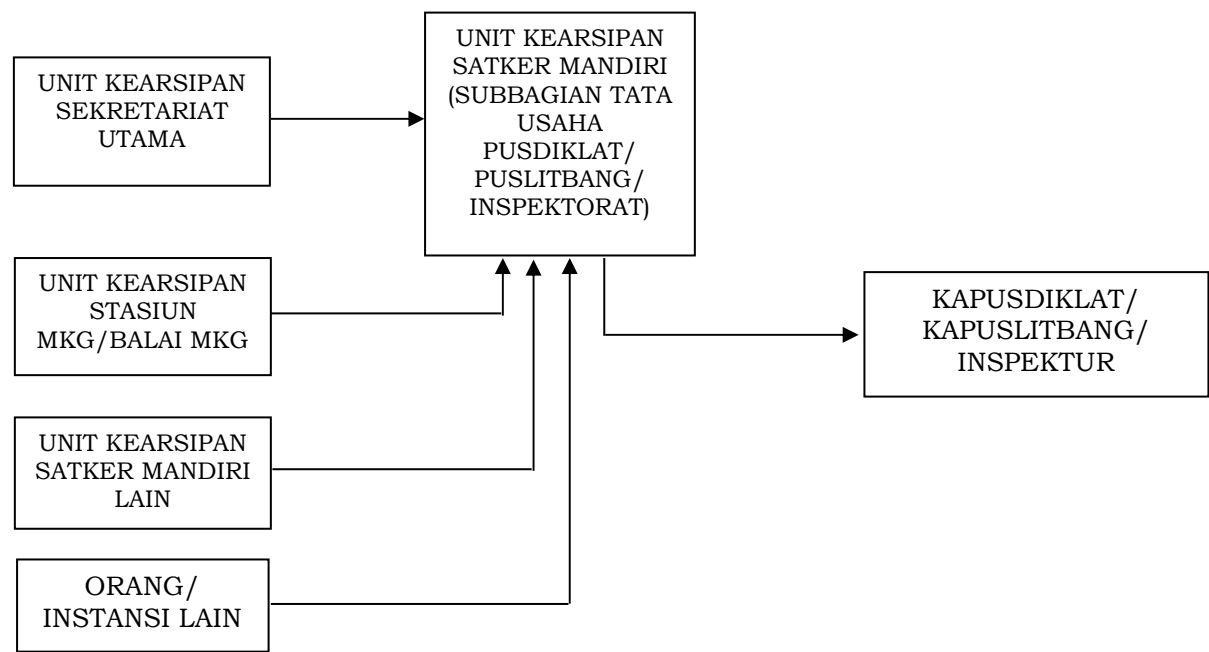 UNIT KEARSIPAN
SEKRETARIAT
UTAMA
UNIT KEARSIPAN
SATKER MANDIRI
(SUBBAGIAN TATA
USAHA
PUSDIKLAT/
PUSLITBANG/
INSPEKTORAT)
UNIT KEARSIPAN
STASIUN
MKG/BALAI MKG
UNIT KEARSIPAN
SATKER MANDIRI
LAIN
ORANG/
INSTANSI LAIN
KAPUSDIKLAT/
KAPUSLITBANG/
INSPEKTUR